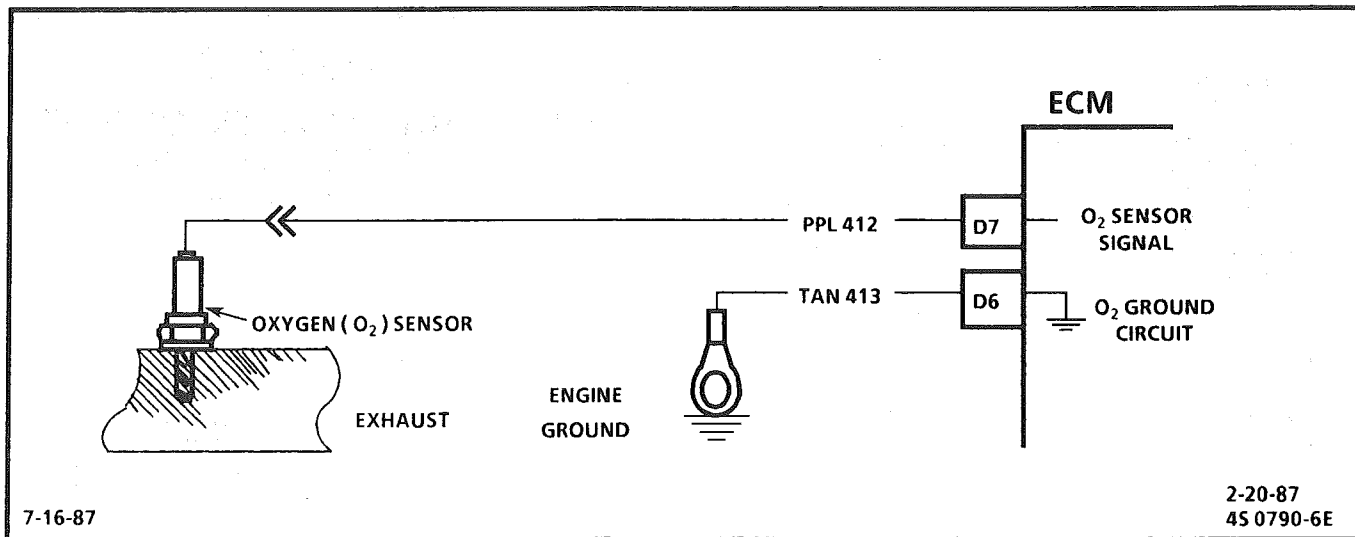 ECM
PPL 412
D7
O₂ SENSOR
SIGNAL
TAN 413
D6
O₂ GROUND
CIRCUIT
OXYGEN ( O₂ ) SENSOR
EXHAUST
ENGINE
GROUND
7-16-87
2-20-87
4S 0790-6E